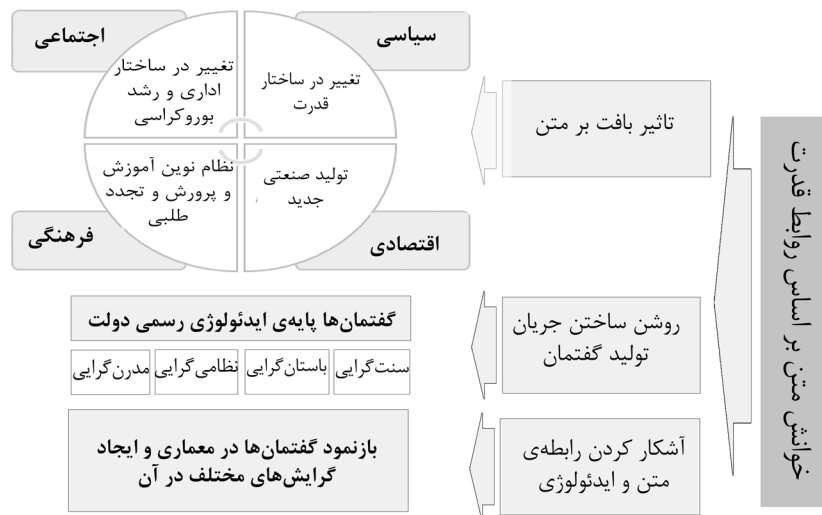 خوانش متن بر اساس روابط قدرت
تاثیر بافت بر متن
سیاسی
تغییر در ساختار
قدرت
اجتماعی
تغییر در ساختار
اداری و رشد
بوروکراسی
اقتصادی
تولید صنعتی
جدید
فرهنگی
نظام نوین آموزش
و پرورش و تجدد
طلبی
روشن ساختن جریان
تولید گفتمان
گفتمان‌ها پایه‌ی ایدئولوژی رسمی دولت
سنت‌گرایی
باستان‌گرایی
نظامی‌گرایی
مدرن‌گرایی
آشکار کردن رابطه‌ی
متن و ایدئولوژی
بازنمود گفتمان‌ها در معماری و ایجاد
گرایش‌های مختلف در آن